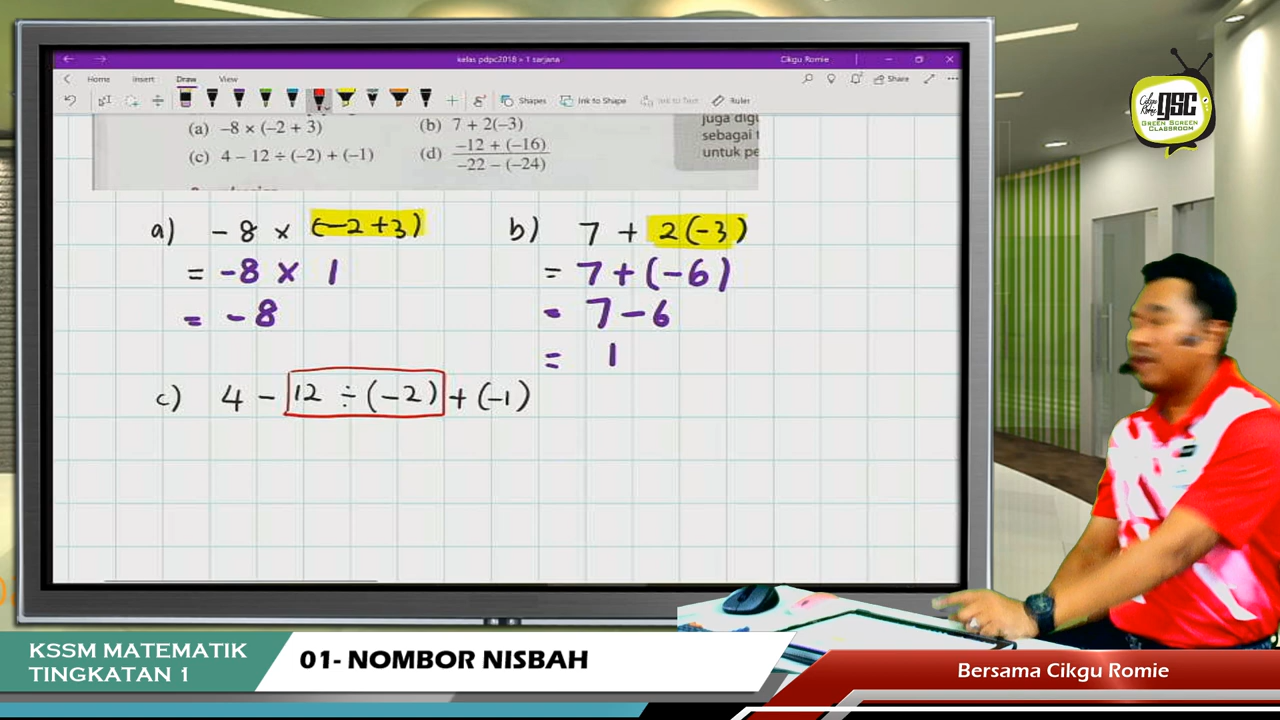 kelas pdpc2018 » 1 sarjana
Cikgu Romie
Home Insert Draw View
Share
Shapes Ink to Shape Ink to Text Ruler
(a) −8 × (−2 + 3) (b) 7 + 2(−3)
juga digu
sebagai
(c) 4 − 12 ÷ (−2) + (−1) (d) −12 + (−16)
−22 − (−24)
untuk pe
a) −8 × (−2+3)
= −8 × 1
= −8
b) 7 + 2(−3)
= 7+(−6)
= 7−6
= 1
c) 4 − 12 ÷ (−2) + (−1)
Cikgu Romie GSC
GREEN SCREEN
CLASSROOM
KSSM MATEMATIK
TINGKATAN 1
01- NOMBOR NISBAH
Bersama Cikgu Romie